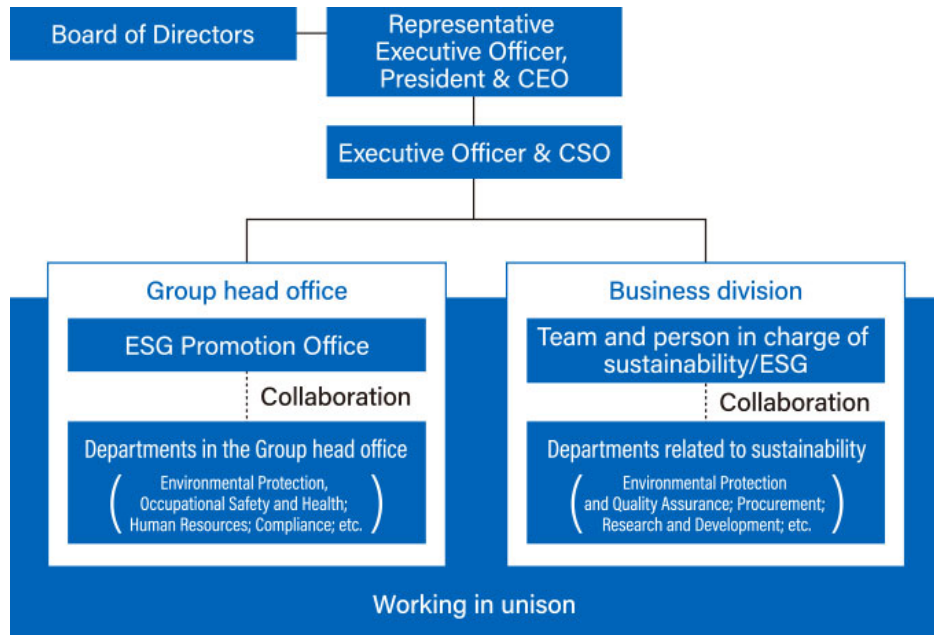 Board of Directors
Representative
Executive Officer,
President & CEO
Executive Officer & CSO
Group head office
ESG Promotion Office
Collaboration
Departments in the Group head office
(Environmental Protection,
Occupational Safety and Health;
Human Resources; Compliance; etc.)
Business division
Team and person in charge of
sustainability/ESG
Collaboration
Departments related to sustainability
(Environmental Protection
and Quality Assurance; Procurement;
Research and Development; etc.)
Working in unison